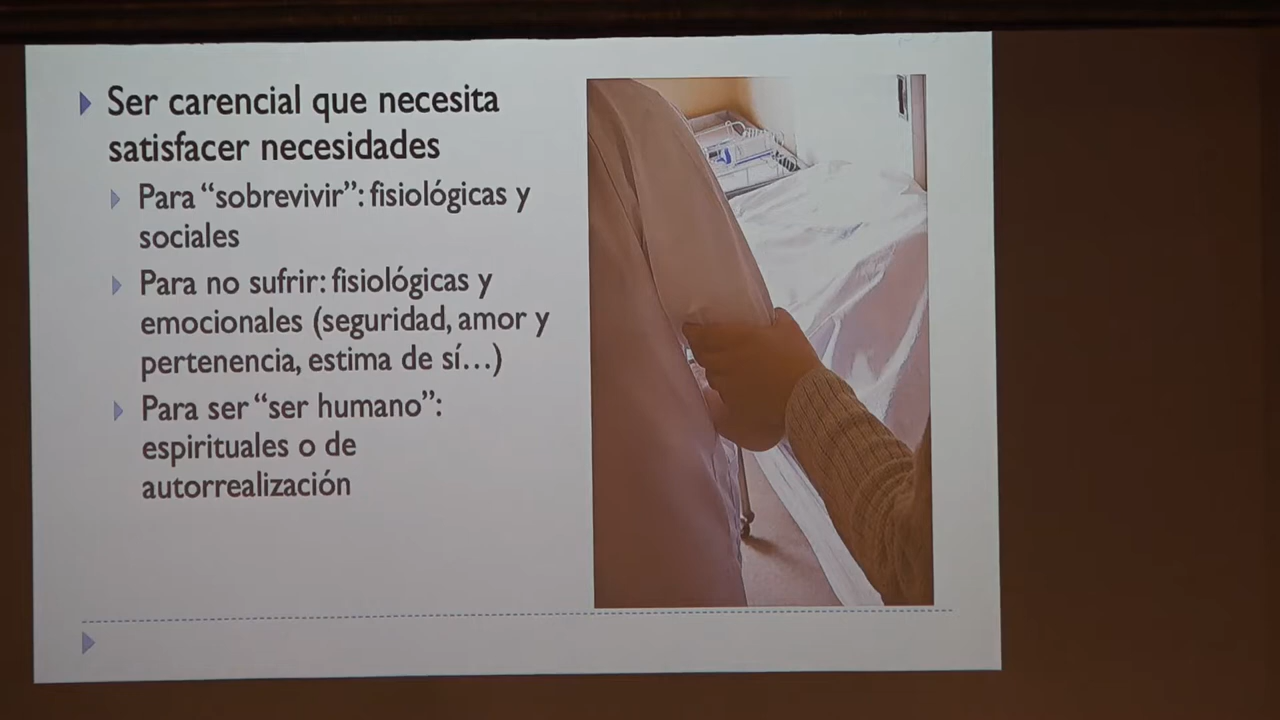 Ser carencial que necesita
satisfacer necesidades
Para “sobrevivir”: fisiológicas y
sociales
Para no sufrir: fisiológicas y
emocionales (seguridad, amor y
pertenencia, estima de sí…)
Para ser “ser humano”:
espirituales o de
autorrealización